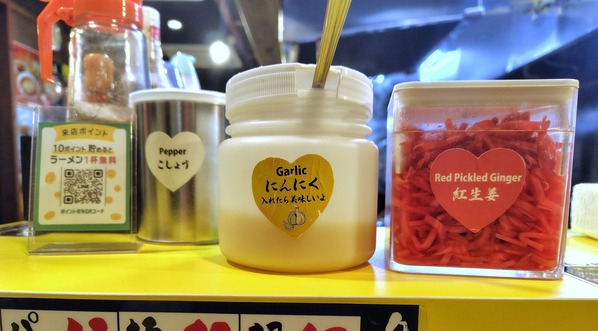 来店ポイント
10ポイント貯めると
ラーメン1杯無料
Pepper
こしょう
Garlic
にんにく
入れたら美味しいよ
Red Pickled Ginger
紅生姜